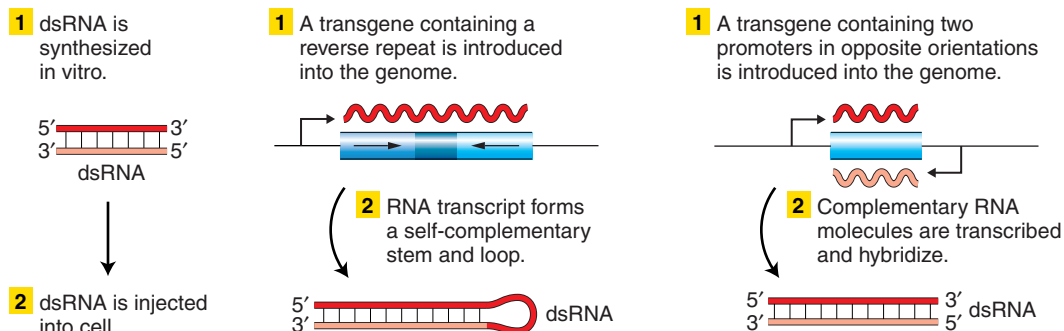 1 dsRNA is
synthesized
in vitro.
5′ 3′
3′ 5′
dsRNA
2 dsRNA is injected
into cell
1 A transgene containing a
reverse repeat is introduced
into the genome.
2 RNA transcript forms
a self-complementary
stem and loop.
5′
3′
dsRNA
1 A transgene containing two
promoters in opposite orientations
is introduced into the genome.
2 Complementary RNA
molecules are transcribed
and hybridize.
5′ 3′
3′ 5′
dsRNA